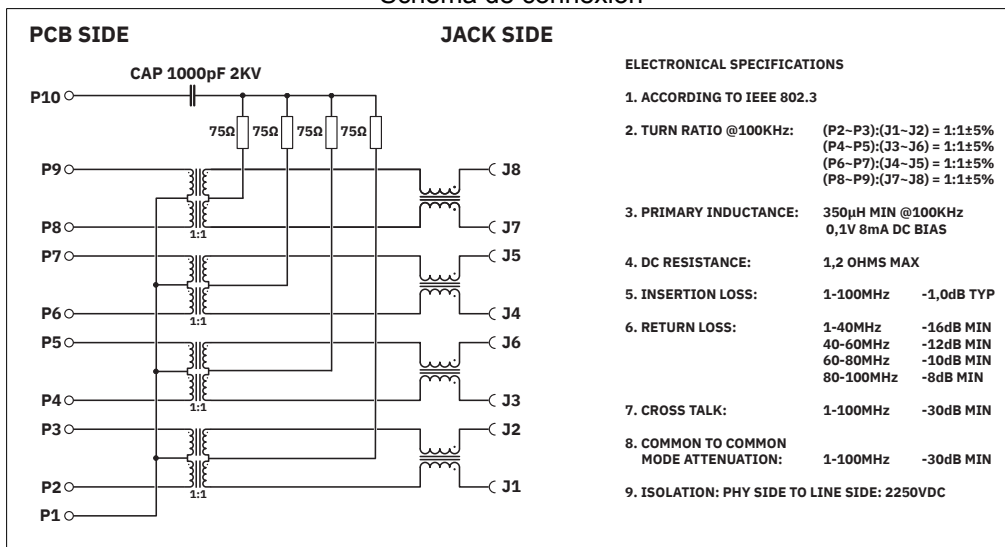 Schéma de connexion
PCB SIDE
JACK SIDE
CAP 1000pF 2KV
P10
75Ω 75Ω 75Ω 75Ω
P9
J8
P8
J7
1:1
P7
J5
P6
J4
1:1
P5
J6
P4
J3
1:1
P3
J2
P2
J1
1:1
P1
ELECTRONICAL SPECIFICATIONS
1. ACCORDING TO IEEE 802.3
2. TURN RATIO @100KHz: (P2~P3):(J1~J2) = 1:1±5%
(P4~P5):(J3~J6) = 1:1±5%
(P6~P7):(J4~J5) = 1:1±5%
(P8~P9):(J7~J8) = 1:1±5%
3. PRIMARY INDUCTANCE: 350µH MIN @100KHz
0,1V 8mA DC BIAS
4. DC RESISTANCE: 1,2 OHMS MAX
5. INSERTION LOSS: 1-100MHz -1,0dB TYP
6. RETURN LOSS: 1-40MHz -16dB MIN
40-60MHz -12dB MIN
60-80MHz -10dB MIN
80-100MHz -8dB MIN
7. CROSS TALK: 1-100MHz -30dB MIN
8. COMMON TO COMMON
MODE ATTENUATION: 1-100MHz -30dB MIN
9. ISOLATION: PHY SIDE TO LINE SIDE: 2250VDC